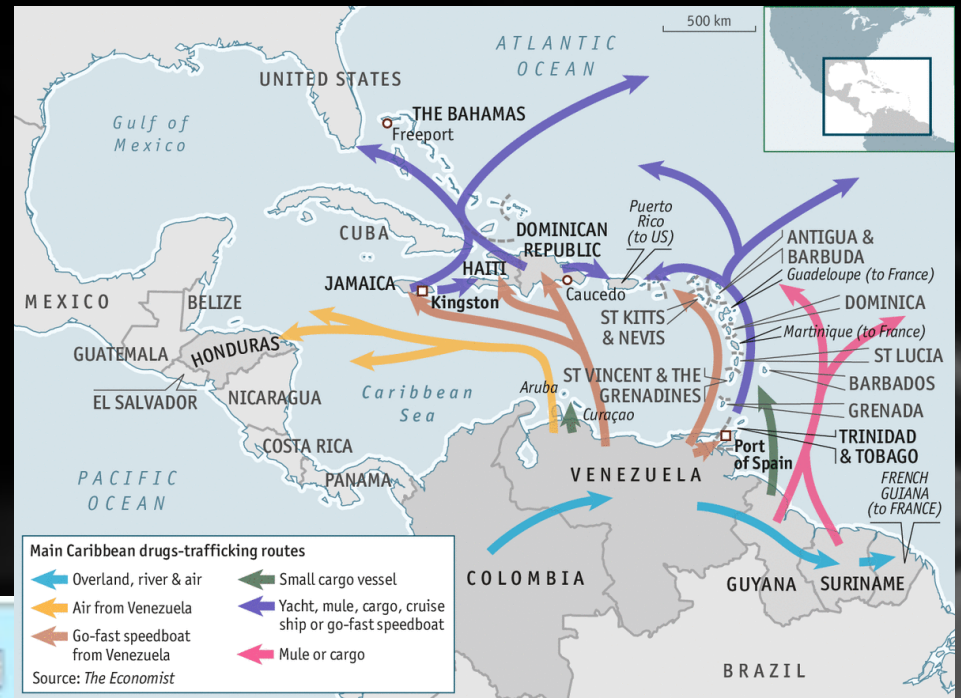 500 km
ATLANTIC
OCEAN
UNITED STATES
THE BAHAMAS
Freeport
Gulf of
Mexico
Puerto
Rico
(to US)
CUBA
DOMINICAN
REPUBLIC
ANTIGUA &
BARBUDA
Guadeloupe (to France)
HAITI
JAMAICA
Kingston
Caucedo
MEXICO
BELIZE
DOMINICA
ST KITTS
& NEVIS
Martinique (to France)
GUATEMALA
HONDURAS
ST LUCIA
ST VINCENT & THE
GRENADINES
BARBADOS
EL SALVADOR
NICARAGUA
Caribbean
Sea
Aruba
Curaçao
GRENADA
COSTA RICA
Port
of Spain
TRINIDAD
& TOBAGO
PACIFIC
OCEAN
PANAMA
VENEZUELA
FRENCH
GUIANA
(to FRANCE)
COLOMBIA
GUYANA
SURINAME
BRAZIL
Main Caribbean drugs-trafficking routes
Overland, river & air
Air from Venezuela
Go-fast speedboat
from Venezuela
Small cargo vessel
Yacht, mule, cargo, cruise
ship or go-fast speedboat
Mule or cargo
Source: The Economist